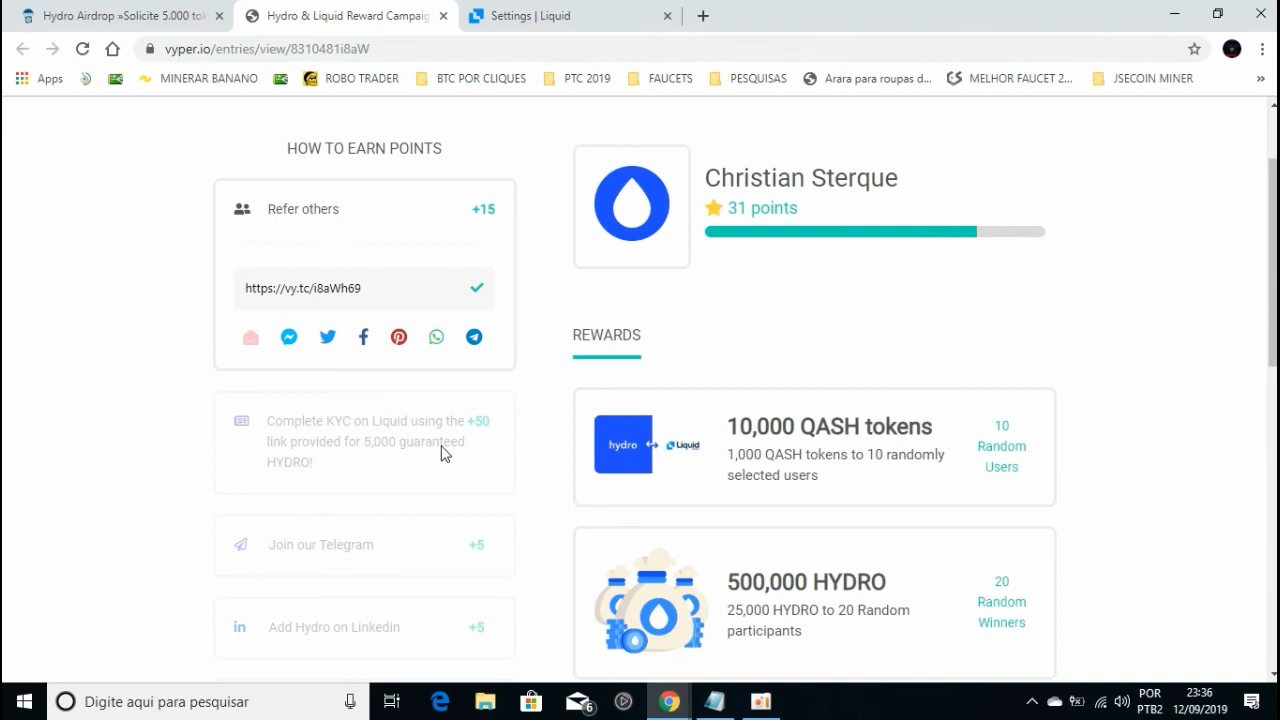 Hydro Airdrop »Solicite 5.000 tok
Hydro & Liquid Reward Campaig
Settings | Liquid
vyper.io/entries/view/8310481i8aW
Apps
MINERAR BANANO
ROBO TRADER
BTC POR CLIQUES
PTC 2019
FAUCETS
PESQUISAS
Arara para roupas d...
MELHOR FAUCET 2...
JSECOIN MINER
»
HOW TO EARN POINTS
Refer others
+15
https://vy.tc/i8aWh69
Complete KYC on Liquid using the +50
link provided for 5,000 guaranteed
HYDRO!
Join our Telegram
+5
in
Add Hydro on Linkedin
+5
Christian Sterque
31 points
REWARDS
hydro
Liquid
10,000 QASH tokens
1,000 QASH tokens to 10 randomly
selected users
10
Random
Users
500,000 HYDRO
25,000 HYDRO to 20 Random
participants
20
Random
Winners
Digite aqui para pesquisar
6
POR
PTB2
23:36
12/09/2019